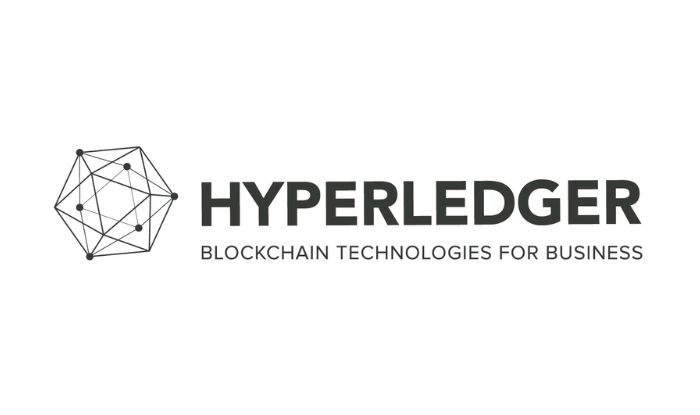 HYPERLEDGER
BLOCKCHAIN TECHNOLOGIES FOR BUSINESS